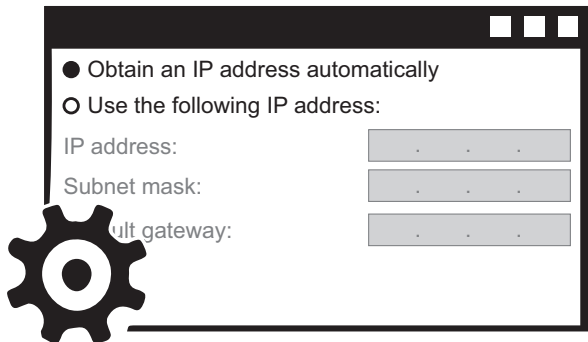 Obtain an IP address automatically
Use the following IP address:
IP address:
Subnet mask:
ult gateway: